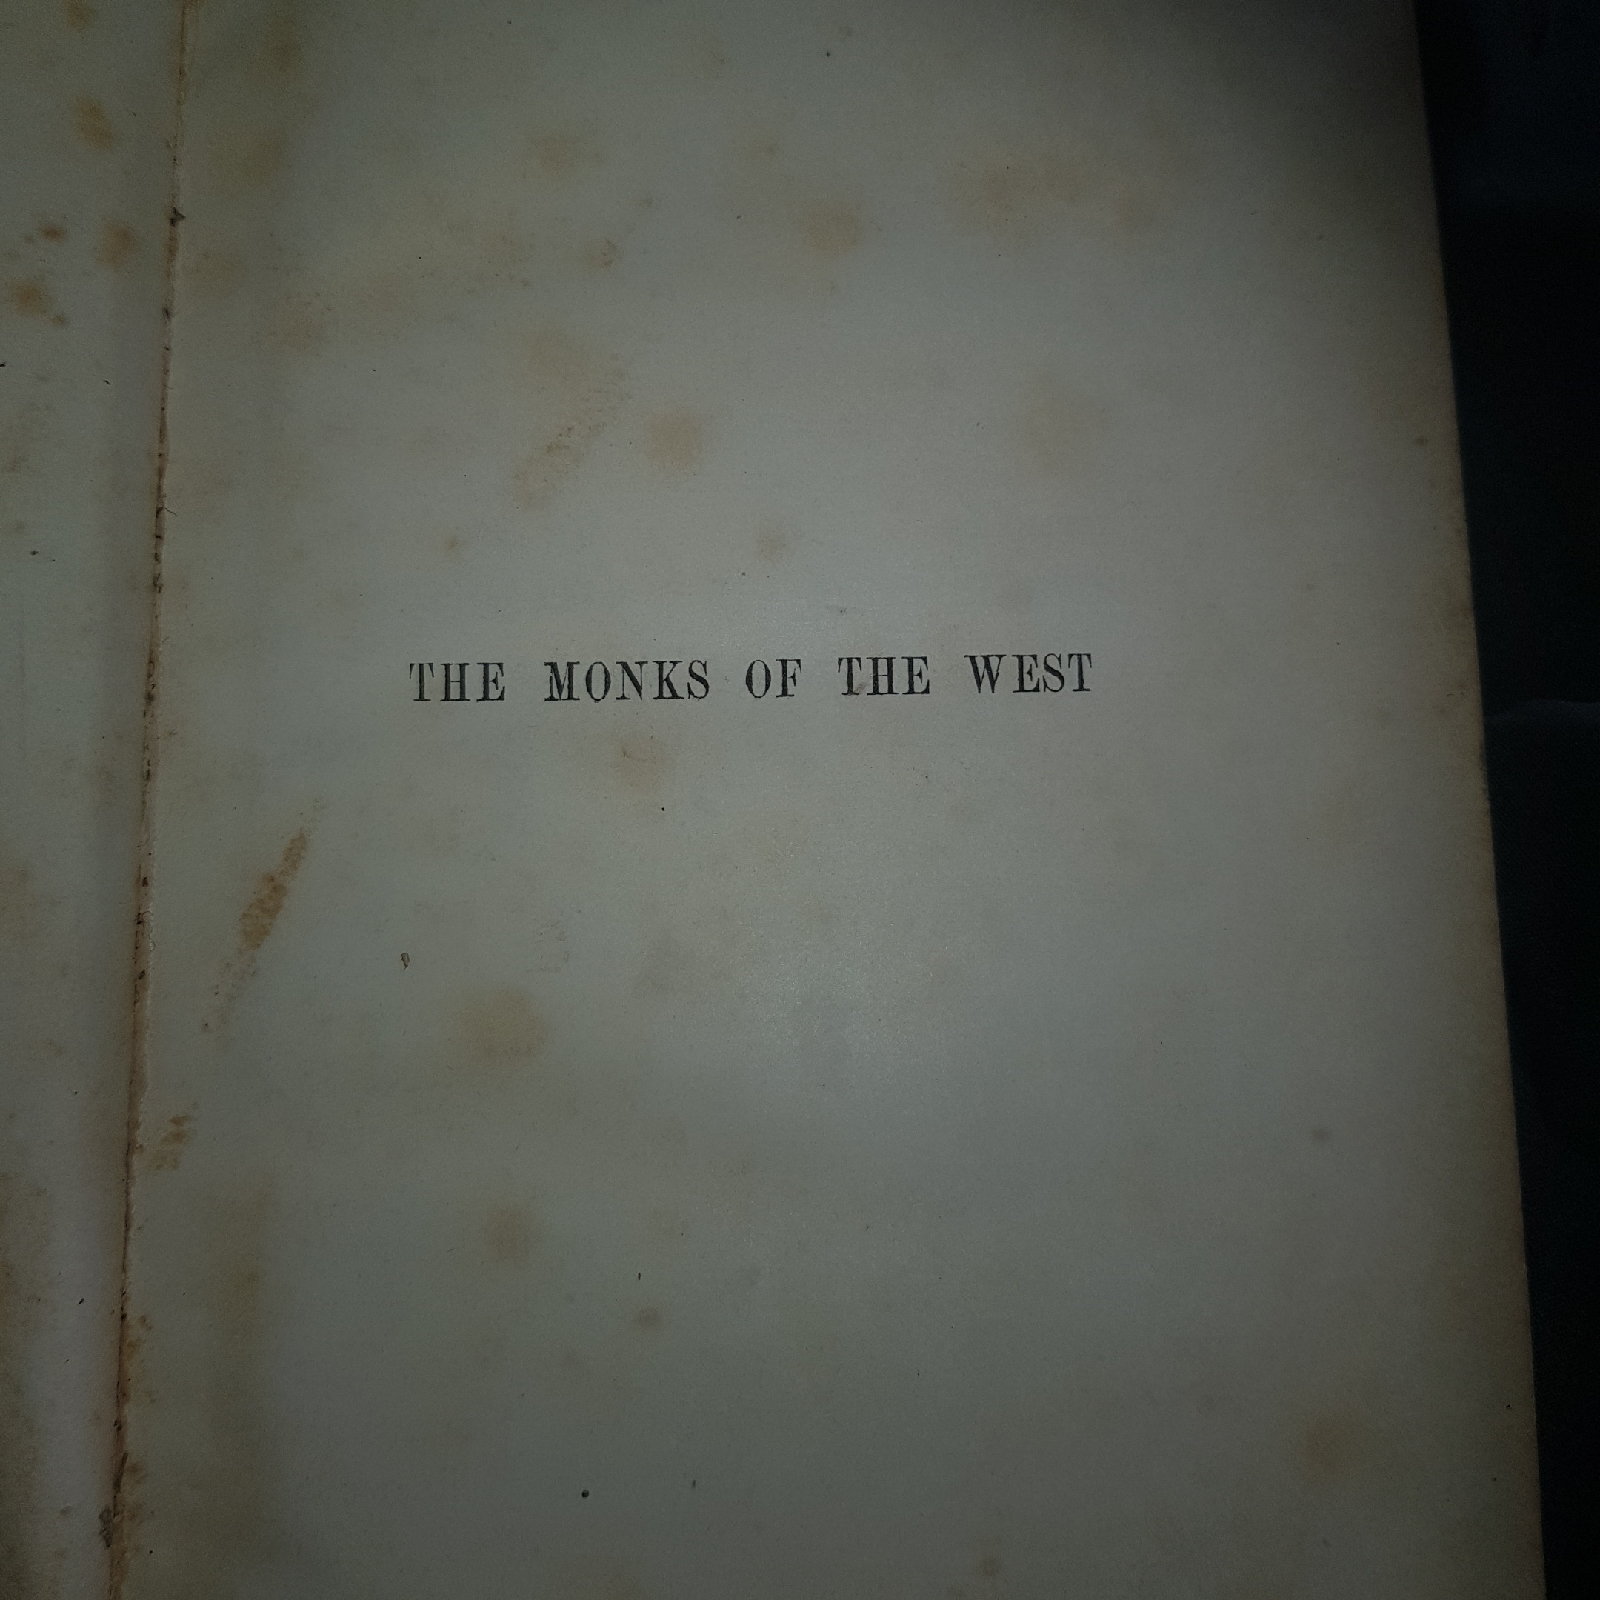 THE MONKS OF THE WEST